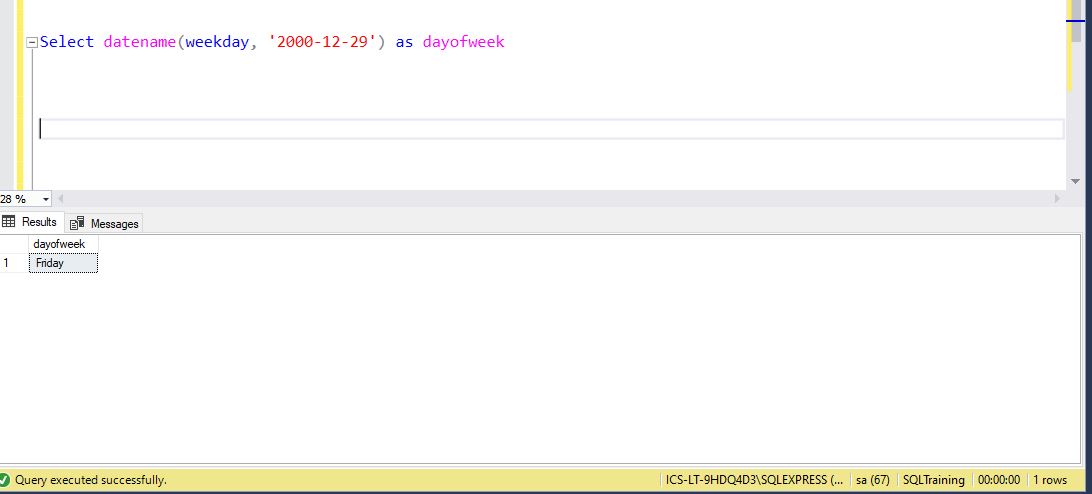 Select datename(weekday, '2000-12-29') as dayofweek
28 %
Results Messages
dayofweek
1 Friday
Query executed successfully. ICS-LT-9HDQ4D3\SQLEXPRESS (... sa (67) SQLTraining 00:00:00 1 rows